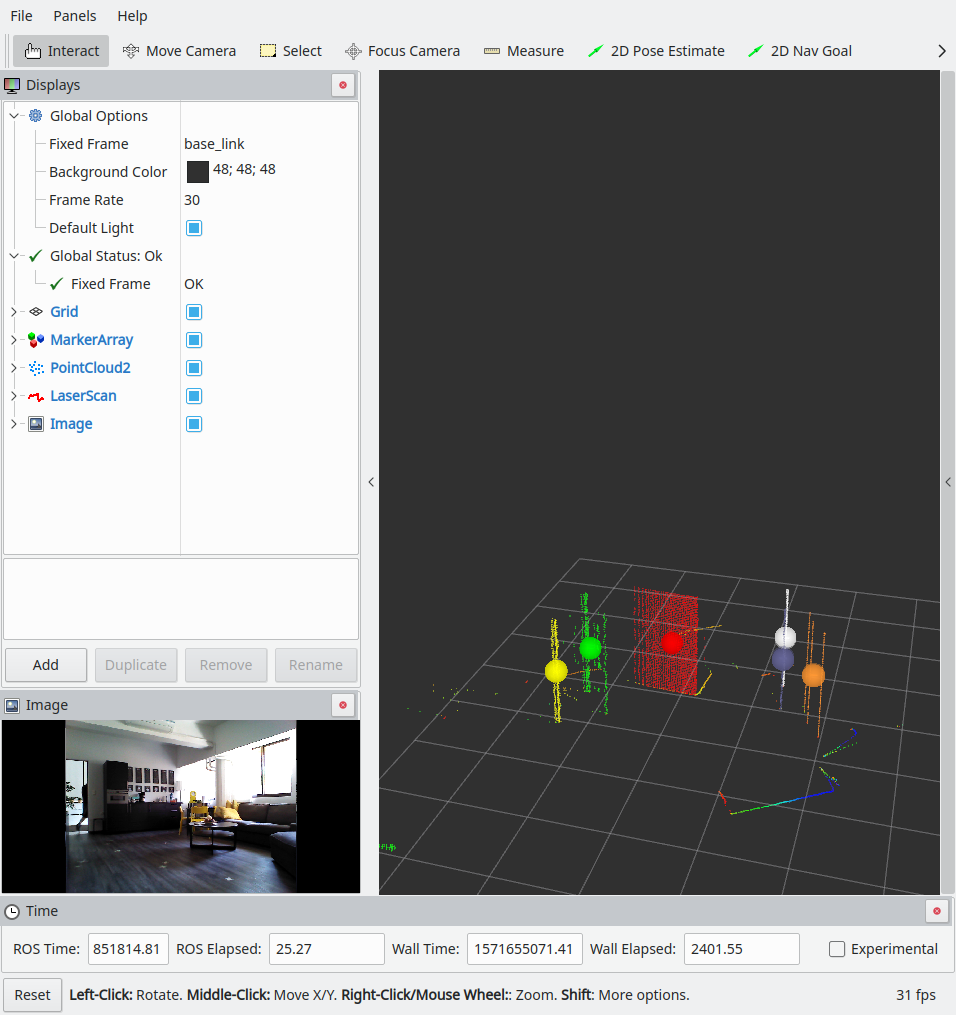 File Panels Help
Interact Move Camera Select Focus Camera Measure 2D Pose Estimate 2D Nav Goal
Displays
Global Options
Fixed Frame base_link
Background Color 48; 48; 48
Frame Rate 30
Default Light
Global Status: Ok
Fixed Frame OK
Grid
MarkerArray
PointCloud2
LaserScan
Image
Add Duplicate Remove Rename
Image
Time
ROS Time: 851814.81 ROS Elapsed: 25.27 Wall Time: 1571655071.41 Wall Elapsed: 2401.55 Experimental
Reset Left-Click: Rotate. Middle-Click: Move X/Y. Right-Click/Mouse Wheel:: Zoom. Shift: More options. 31 fps